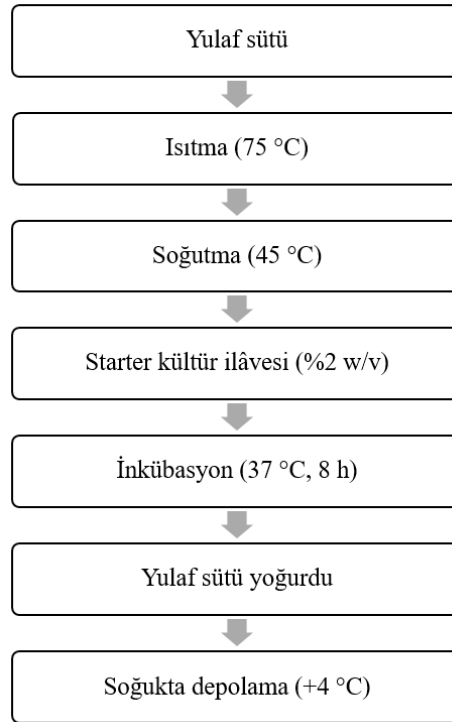 Yulaf sütü
Isıtma (75 °C)
Soğutma (45 °C)
Starter kültür ilâvesi (%2 w/v)
İnkübasyon (37 °C, 8 h)
Yulaf sütü yoğurdu
Soğukta depolama (+4 °C)